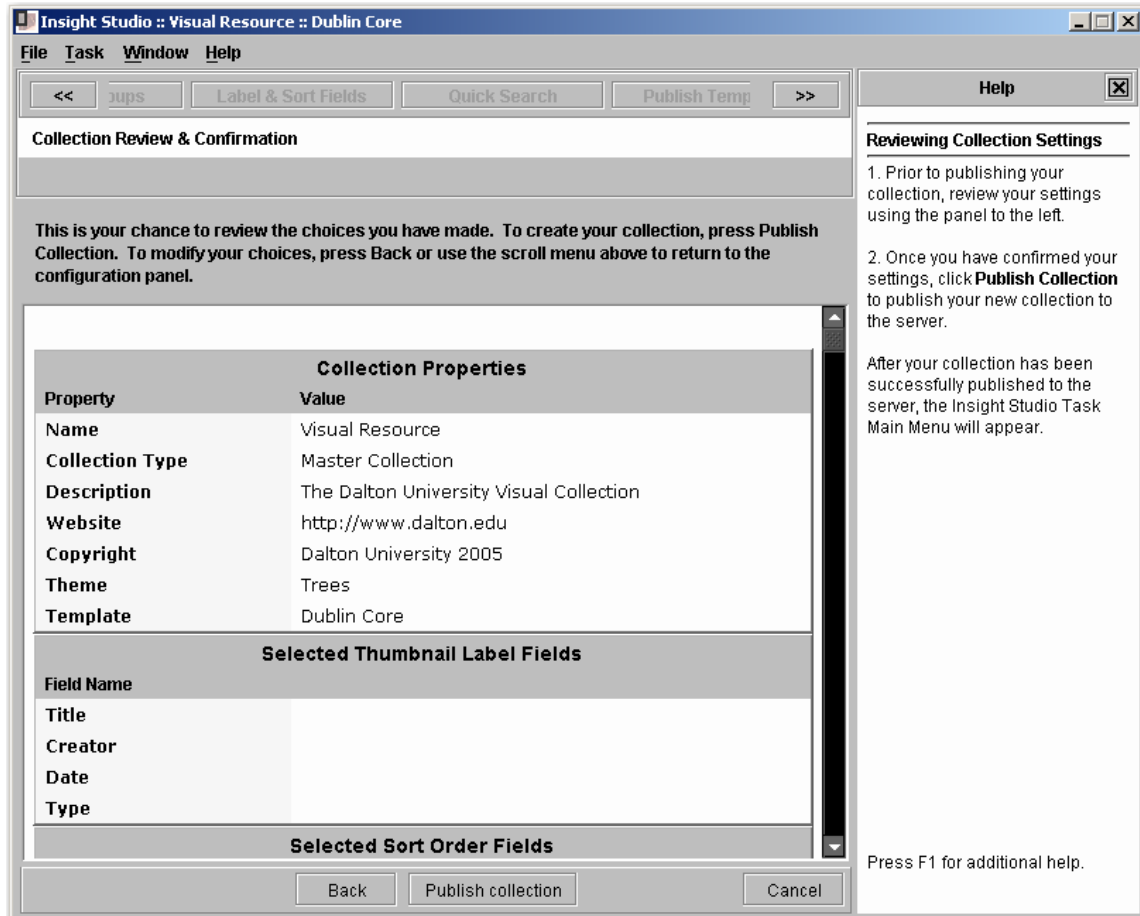 Insight Studio :: Visual Resource :: Dublin Core
File Task Window Help
<< oups Label & Sort Fields Quick Search Publish Temp >>
Collection Review & Confirmation
This is your chance to review the choices you have made. To create your collection, press Publish
Collection. To modify your choices, press Back or use the scroll menu above to return to the
configuration panel.
Collection Properties
Property Value
Name Visual Resource
Collection Type Master Collection
Description The Dalton University Visual Collection
Website http://www.dalton.edu
Copyright Dalton University 2005
Theme Trees
Template Dublin Core
Selected Thumbnail Label Fields
Field Name
Title
Creator
Date
Type
Selected Sort Order Fields
Back Publish collection Cancel
Help
Reviewing Collection Settings
1. Prior to publishing your
collection, review your settings
using the panel to the left.
2. Once you have confirmed your
settings, click Publish Collection
to publish your new collection to
the server.
After your collection has been
successfully published to the
server, the Insight Studio Task
Main Menu will appear.
Press F1 for additional help.